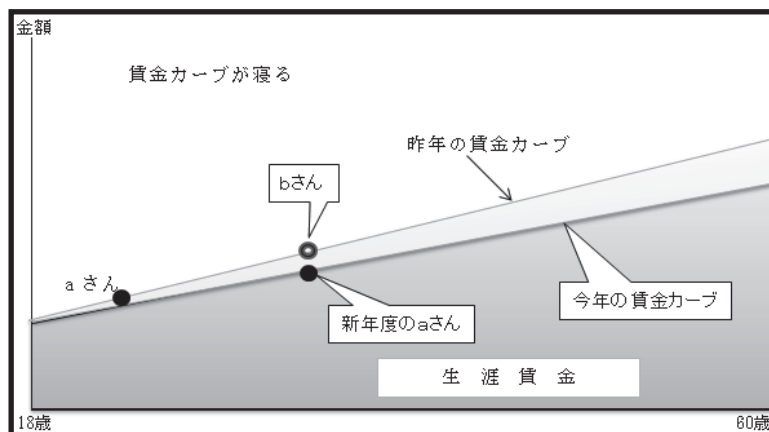 金額
賃金カーブが寝る
昨年の賃金カーブ
bさん
aさん
今年の賃金カーブ
新年度のaさん
生涯賃金
18歳
60歳